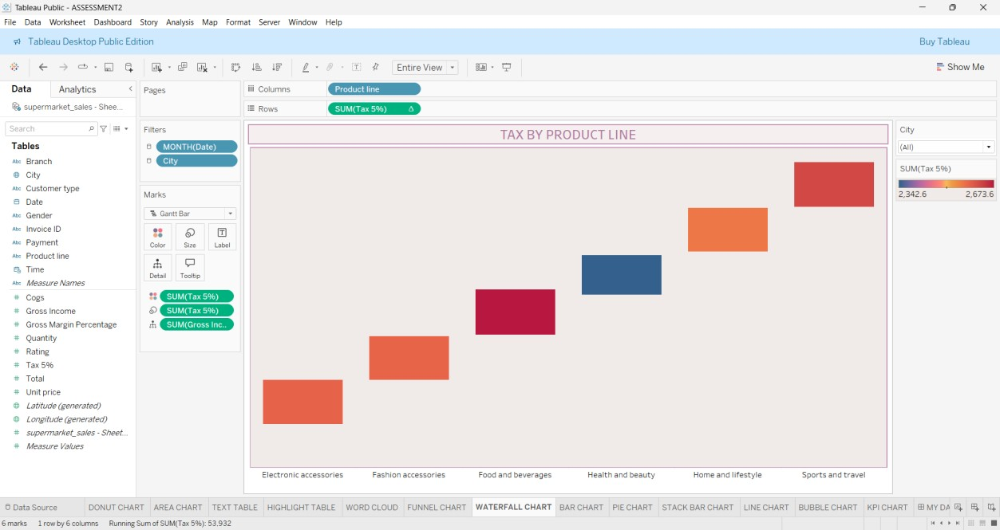 Tableau Public - ASSESSMENT2
File Data Worksheet Dashboard Story Analysis Map Format Server Window Help
Tableau Desktop Public Edition
Buy Tableau
Entire View
Show Me
Data
Analytics
supermarket_sales - Shee...
Search
Tables
Abc Branch
City
Abc Customer type
Date
Abc Gender
Abc Invoice ID
Abc Payment
Abc Product line
Time
Abc Measure Names
# Cogs
# Gross Income
# Gross Margin Percentage
# Quantity
# Rating
# Tax 5%
# Total
# Unit price
Latitude (generated)
Longitude (generated)
# supermarket_sales - Sheet...
# Measure Values
Pages
Filters
MONTH(Date)
City
Marks
Gantt Bar
Color
Size
Label
Detail
Tooltip
SUM(Tax 5%)
SUM(Tax 5%)
SUM(Gross Inc..
Columns
Product line
Rows
SUM(Tax 5%) Δ
TAX BY PRODUCT LINE
Electronic accessories
Fashion accessories
Food and beverages
Health and beauty
Home and lifestyle
Sports and travel
City
(All)
SUM(Tax 5%)
2,342.6
2,673.6
Data Source
DONUT CHART
AREA CHART
TEXT TABLE
HIGHLIGHT TABLE
WORD CLOUD
FUNNEL CHART
WATERFALL CHART
BAR CHART
PIE CHART
STACK BAR CHART
LINE CHART
BUBBLE CHART
KPI CHART
MY DA
6 marks
1 row by 6 columns
Running Sum of SUM(Tax 5%): 53,932